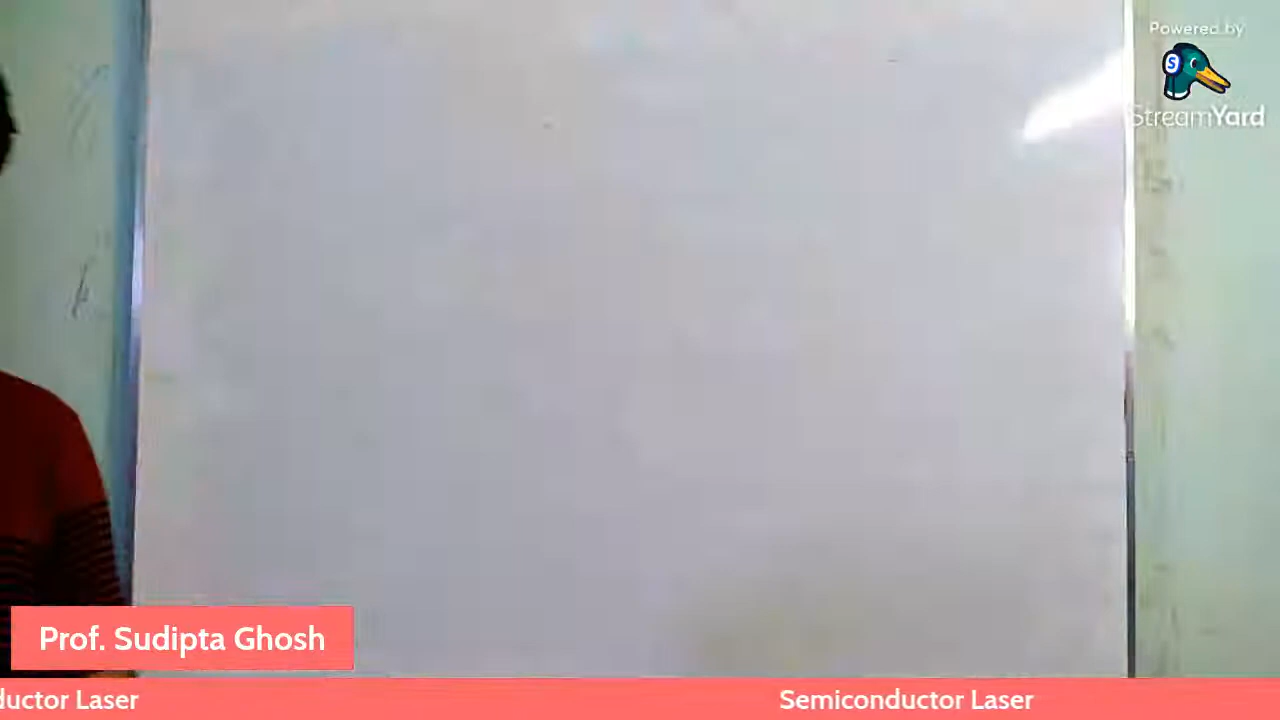 Powered by
StreamYard
Prof. Sudipta Ghosh
ductor Laser
Semiconductor Laser